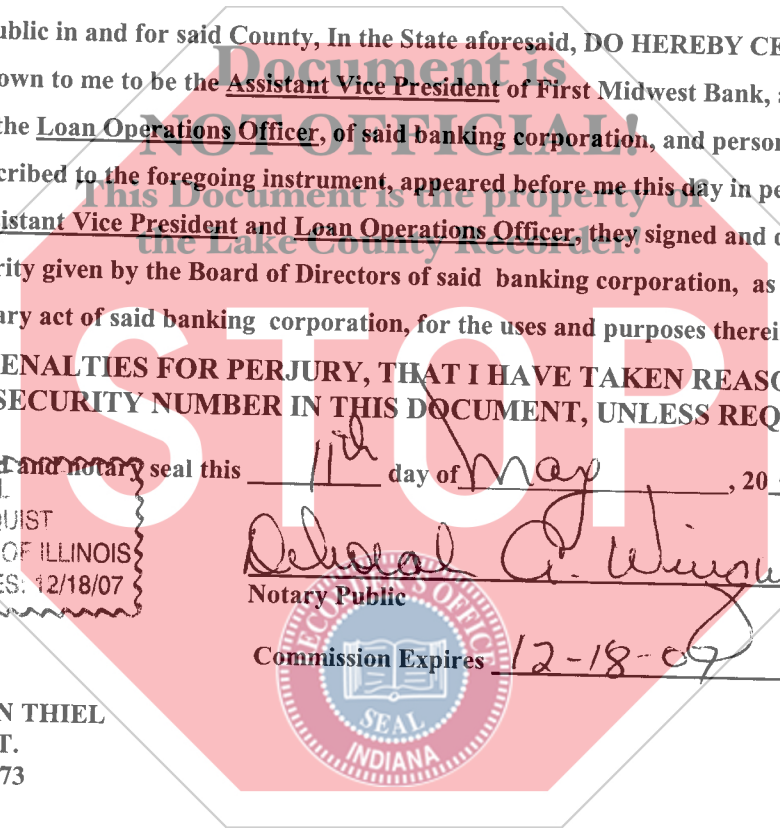 ublic in and for said County, In the State aforesaid, DO HEREBY CE
Document is
own to me to be the Assistant Vice President of First Midwest Bank, a
NOT OFFICIAL!
the Loan Operations Officer, of said banking corporation, and person
cribed to the foregoing instrument, appeared before me this day in pe
This Document is the property of
istant Vice President and Loan Operations Officer, they signed and d
the Lake County Recorder!
rity given by the Board of Directors of said banking corporation, as
ary act of said banking corporation, for the uses and purposes therei
STOP
ENALTIES FOR PERJURY, THAT I HAVE TAKEN REASO
SECURITY NUMBER IN THIS DOCUMENT, UNLESS REQ
d and notary seal this 11th day of May, 20
L
UIST
OF ILLINOIS
ES: 12/18/07
Deborah A.
Notary Public
Commission Expires 12-18-07
RECORDER'S OFFICE
SEAL
INDIANA
N THIEL
T.
73